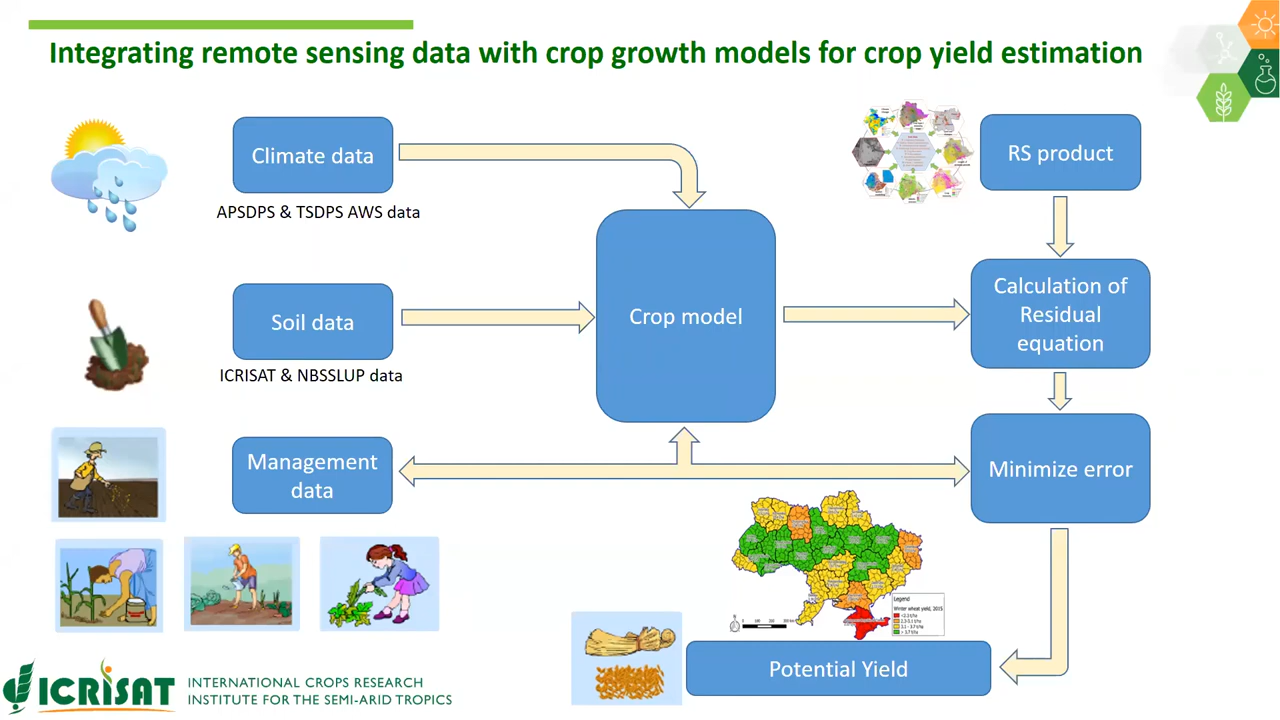 Integrating remote sensing data with crop growth models for crop yield estimation
Climate data
APSDPS & TSDPS AWS data
RS product
Soil data
ICRISAT & NBSSLUP data
Crop model
Calculation of
Residual
equation
Management
data
Minimize error
Legend
Winter wheat yield, 2015
Potential Yield
ICRISAT
INTERNATIONAL CROPS RESEARCH
INSTITUTE FOR THE SEMI-ARID TROPICS